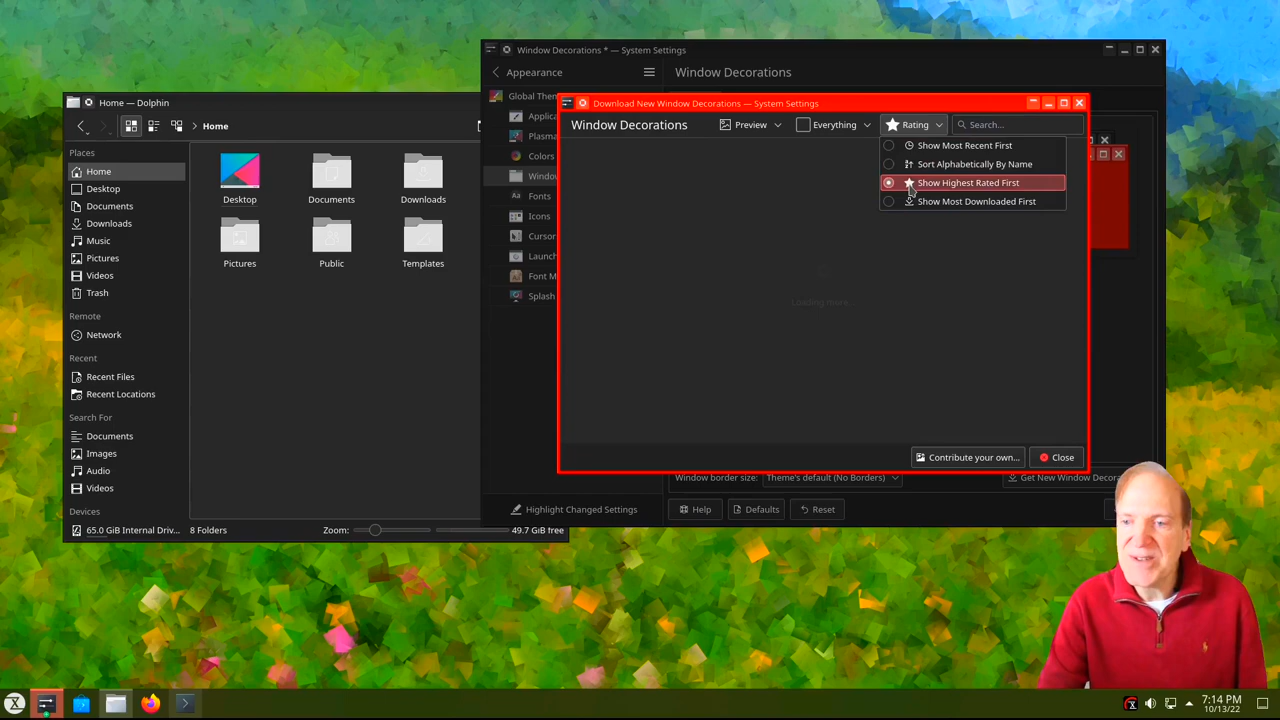 Window Decorations * — System Settings
Appearance
Window Decorations
Global Them
Applica
Plasma
Colors
Windo
Fonts
Icons
Cursor
Launch
Font M
Splash
Highlight Changed Settings
Window border size:
Theme's default (No Borders)
Get New Window Decora
Help
Defaults
Reset
Home — Dolphin
Home
Places
Home
Desktop
Documents
Downloads
Music
Pictures
Videos
Trash
Remote
Network
Recent
Recent Files
Recent Locations
Search For
Documents
Images
Audio
Videos
Devices
65.0 GiB Internal Driv...
Desktop
Documents
Downloads
Pictures
Public
Templates
8 Folders
Zoom:
49.7 GiB free
Download New Window Decorations — System Settings
Window Decorations
Preview
Everything
Rating
Search...
Show Most Recent First
Sort Alphabetically By Name
Show Highest Rated First
Show Most Downloaded First
Loading more...
Contribute your own...
Close
7:14 PM
10/13/22